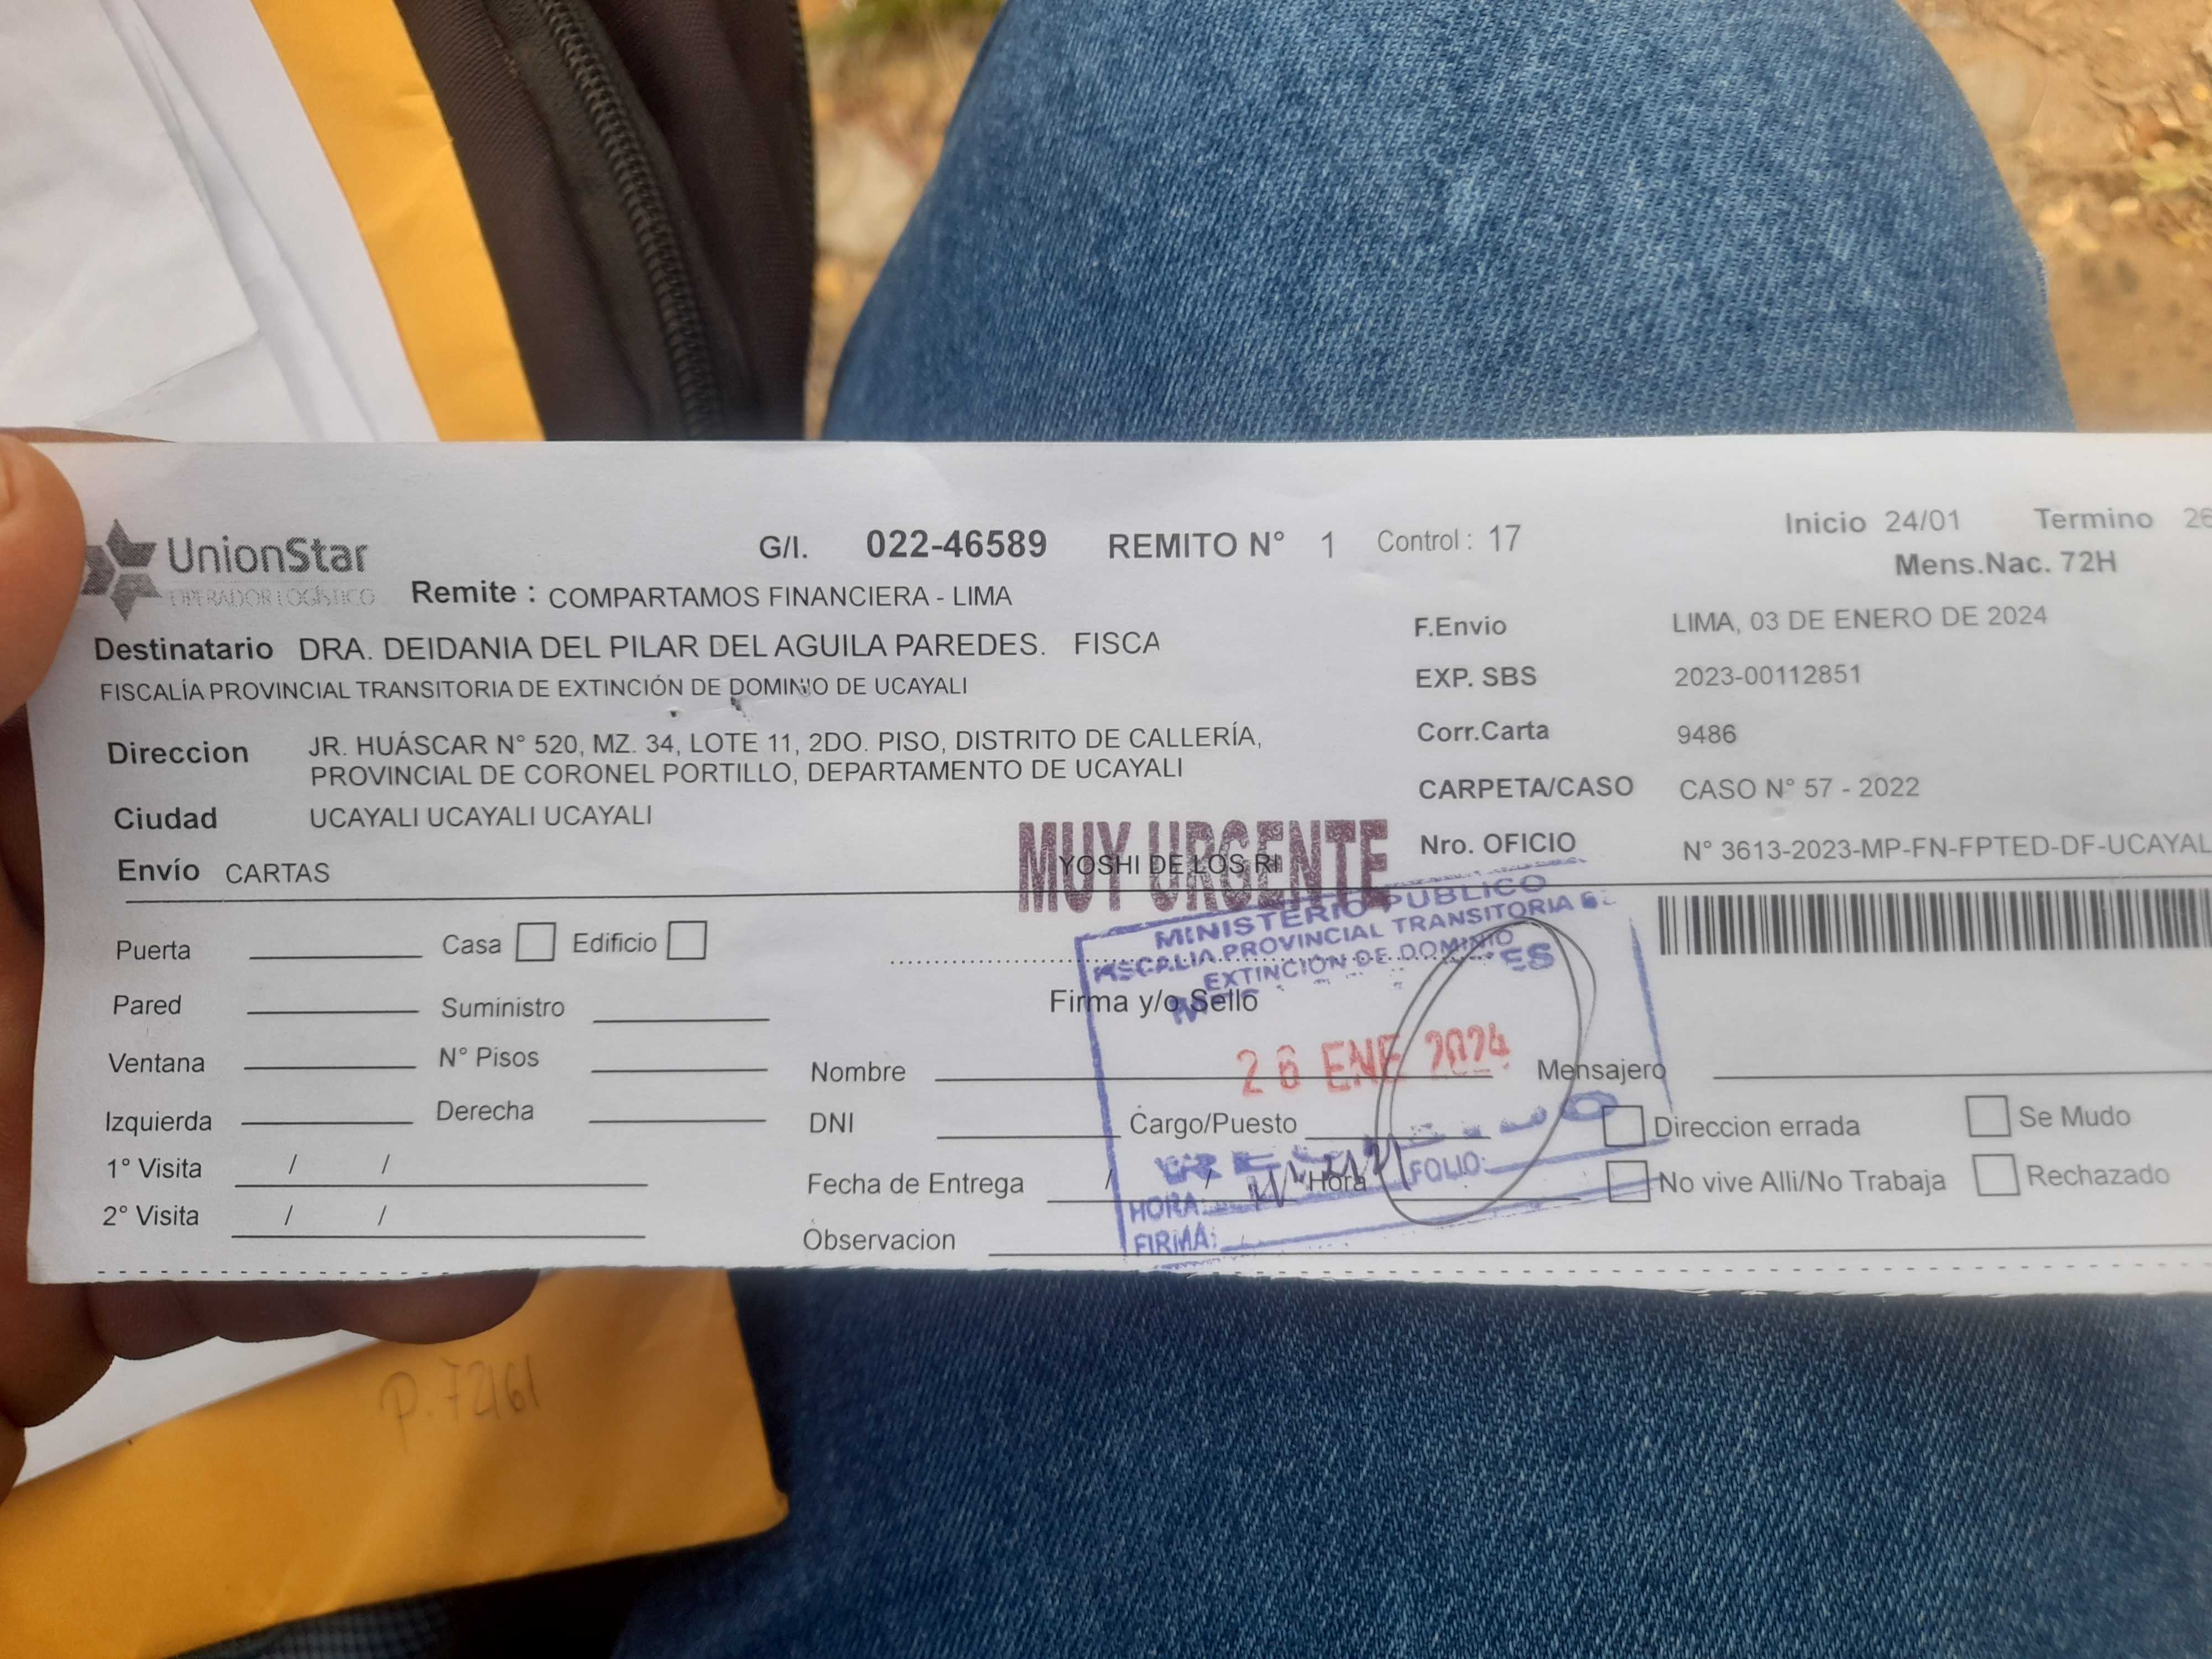 UnionStar
OPERADOR LOGÍSTICO
G/I. 022-46589 REMITO N° 1 Control : 17
Inicio 24/01 Termino 26
Mens.Nac. 72H
Remite : COMPARTAMOS FINANCIERA - LIMA
Destinatario DRA. DEIDANIA DEL PILAR DEL AGUILA PAREDES. FISCA
FISCALÍA PROVINCIAL TRANSITORIA DE EXTINCIÓN DE DOMINIO DE UCAYALI
Direccion JR. HUÁSCAR N° 520, MZ. 34, LOTE 11, 2DO. PISO, DISTRITO DE CALLERÍA,
PROVINCIAL DE CORONEL PORTILLO, DEPARTAMENTO DE UCAYALI
Ciudad UCAYALI UCAYALI UCAYALI
Envío CARTAS
F.Envio LIMA, 03 DE ENERO DE 2024
EXP. SBS 2023-00112851
Corr.Carta 9486
CARPETA/CASO CASO N° 57 - 2022
Nro. OFICIO N° 3613-2023-MP-FN-FPTED-DF-UCAYAL
MUY URGENTE
YOSHI DE LOS RI
Puerta Casa Edificio
Pared Suministro
Ventana N° Pisos
Izquierda Derecha
1° Visita / /
2° Visita / /
MINISTERIO PUBLICO
FISCALIA PROVINCIAL TRANSITORIA
EXTINCION DE DOMINIO
Firma y/o Sello
26 ENE 2024
Nombre
Mensajero
DNI Cargo/Puesto
Fecha de Entrega / / Hora
FOLIO:
HORA:
FIRMA:
Observacion
Direccion errada Se Mudo
No vive Alli/No Trabaja Rechazado
P.72161